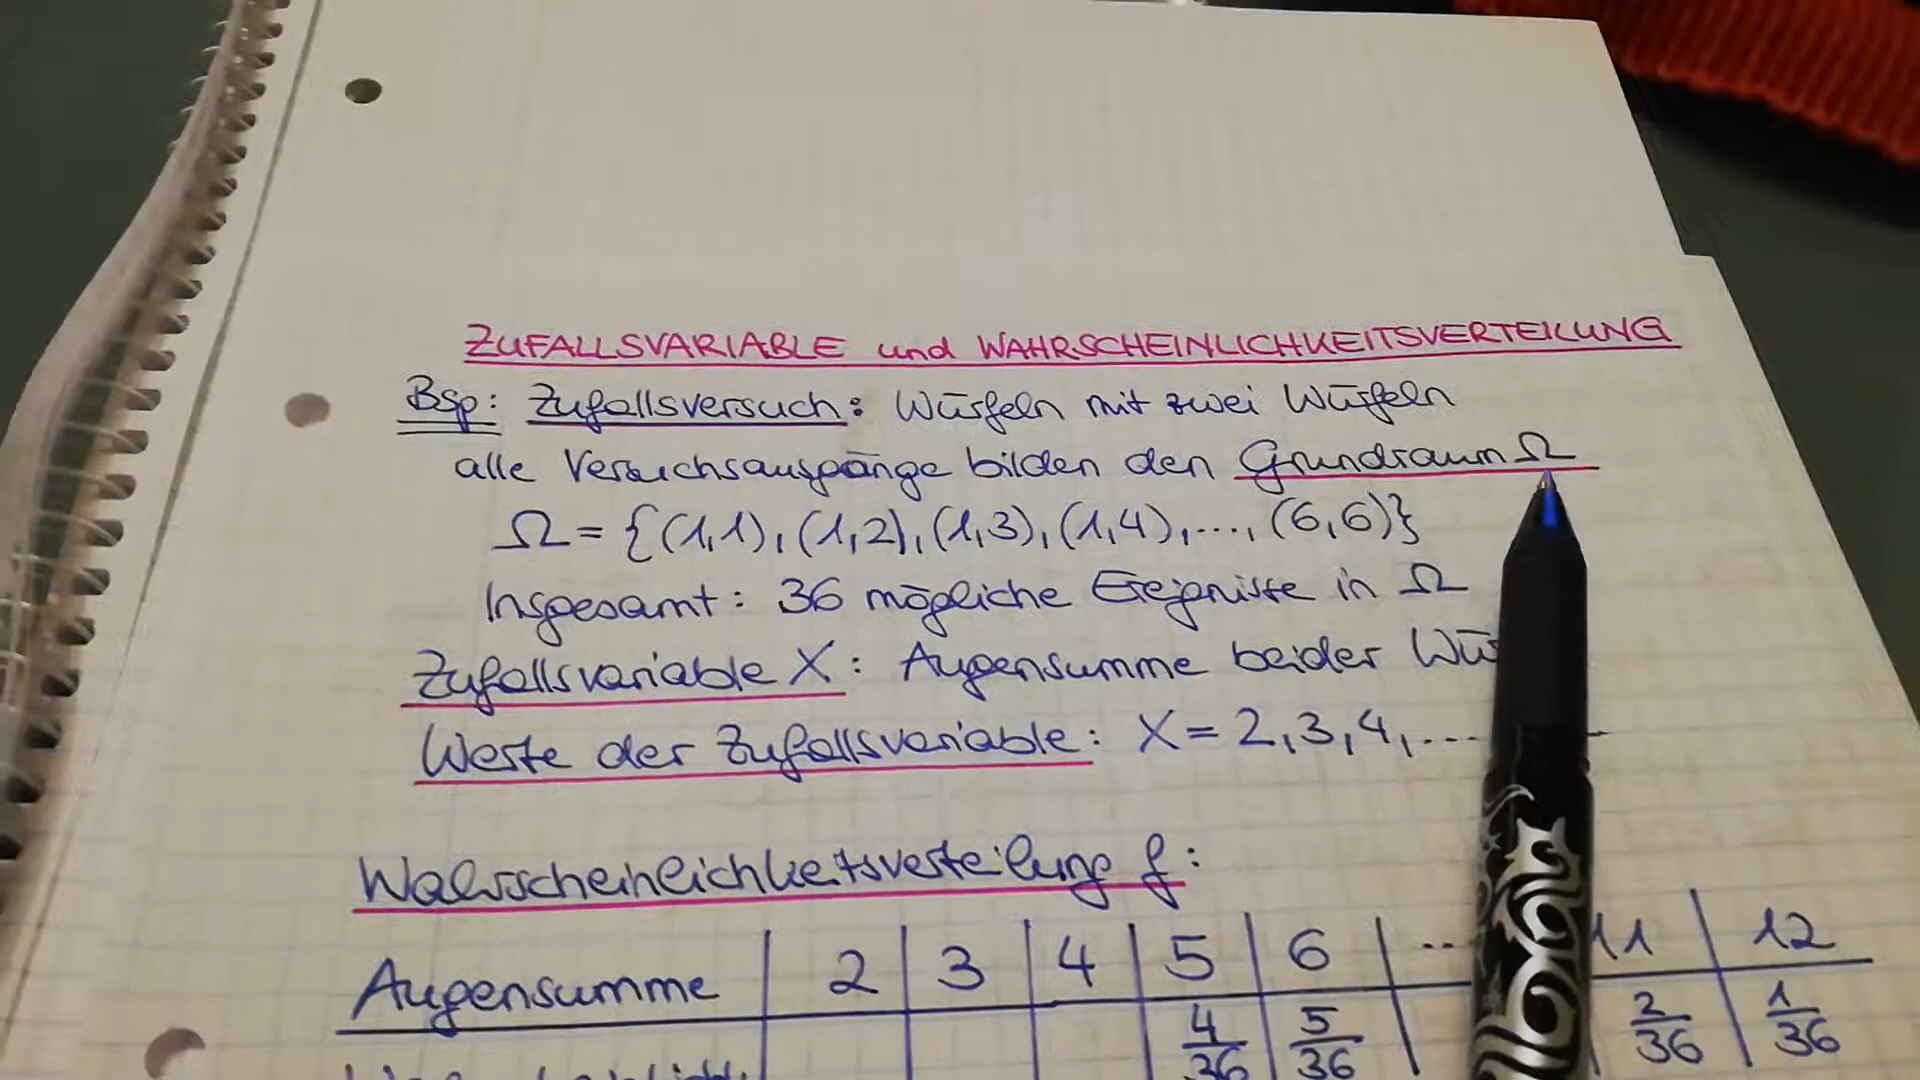 ZUFALLSVARIABLE und WAHRSCHEINLICHKEITSVERTEILUNG
Bsp: Zufallsversuch: Würfeln mit zwei Würfeln
alle Versuchsausgänge bilden den Grundraum Ω
Ω = {(1,1), (1,2), (1,3), (1,4), ..., (6,6)}
Insgesamt: 36 mögliche Ereignisse in Ω
Zufallsvariable X: Augensumme beider Wür
Werte der Zufallsvariable: X = 2, 3, 4, ...
Wahrscheinlichkeitsverteilung f:
Augensumme | 2 | 3 | 4 | 5 | 6 | .. 11 | 12
4/36 | 5/36 | 2/36 | 1/36